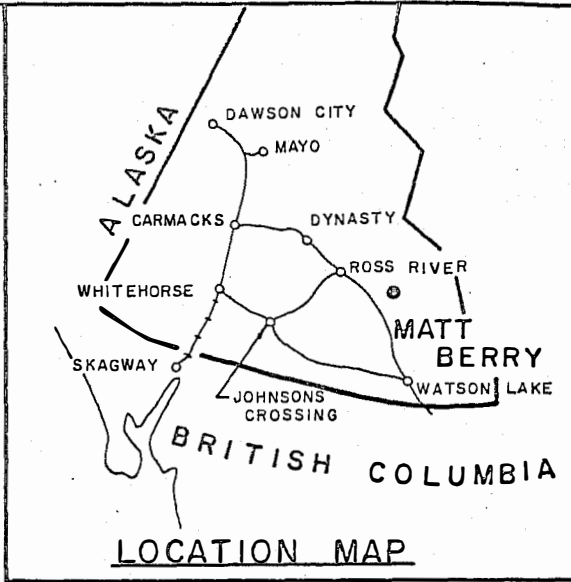 DAWSON CITY
MAYO
ALASKA
CARMACKS
DYNASTY
ROSS RIVER
WHITEHORSE
MATT
BERRY
SKAGWAY
WATSON LAKE
JOHNSONS
CROSSING
BRITISH COLUMBIA
LOCATION MAP